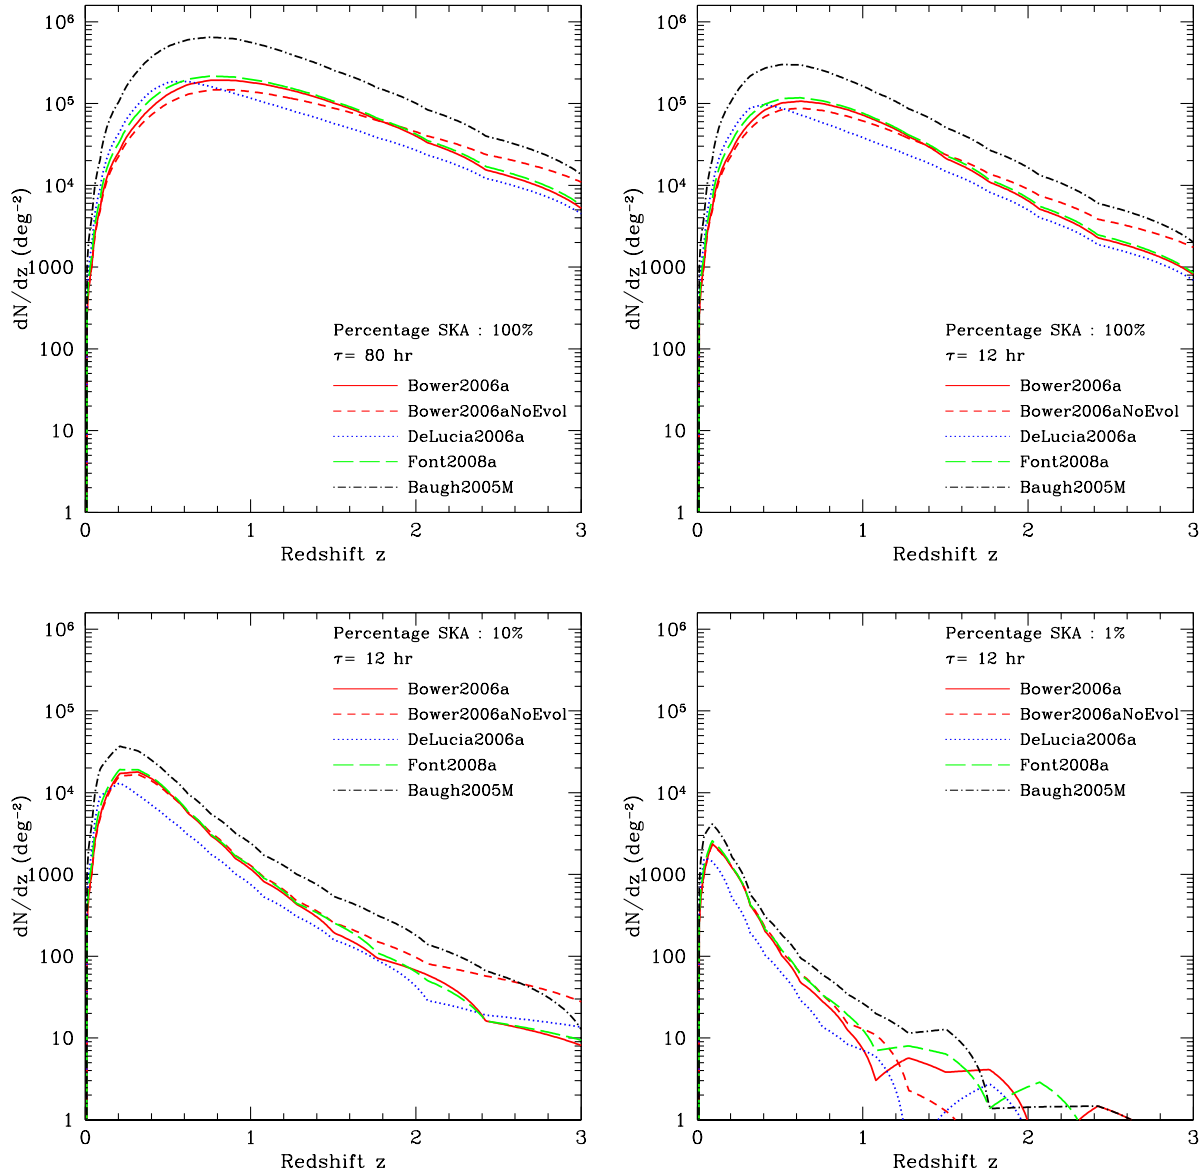 10⁶
10⁵
10⁴
1000
100
10
1
dN/dz (deg⁻²)
Percentage SKA : 100%
τ= 80 hr
Bower2006a
Bower2006aNoEvol
DeLucia2006a
Font2008a
Baugh2005M
0 1 2 3
Redshift z
10⁶
10⁵
10⁴
1000
100
10
1
dN/dz (deg⁻²)
Percentage SKA : 100%
τ= 12 hr
Bower2006a
Bower2006aNoEvol
DeLucia2006a
Font2008a
Baugh2005M
0 1 2 3
Redshift z
10⁶
10⁵
10⁴
1000
100
10
1
dN/dz (deg⁻²)
Percentage SKA : 10%
τ= 12 hr
Bower2006a
Bower2006aNoEvol
DeLucia2006a
Font2008a
Baugh2005M
0 1 2 3
Redshift z
10⁶
10⁵
10⁴
1000
100
10
1
dN/dz (deg⁻²)
Percentage SKA : 1%
τ= 12 hr
Bower2006a
Bower2006aNoEvol
DeLucia2006a
Font2008a
Baugh2005M
0 1 2 3
Redshift z